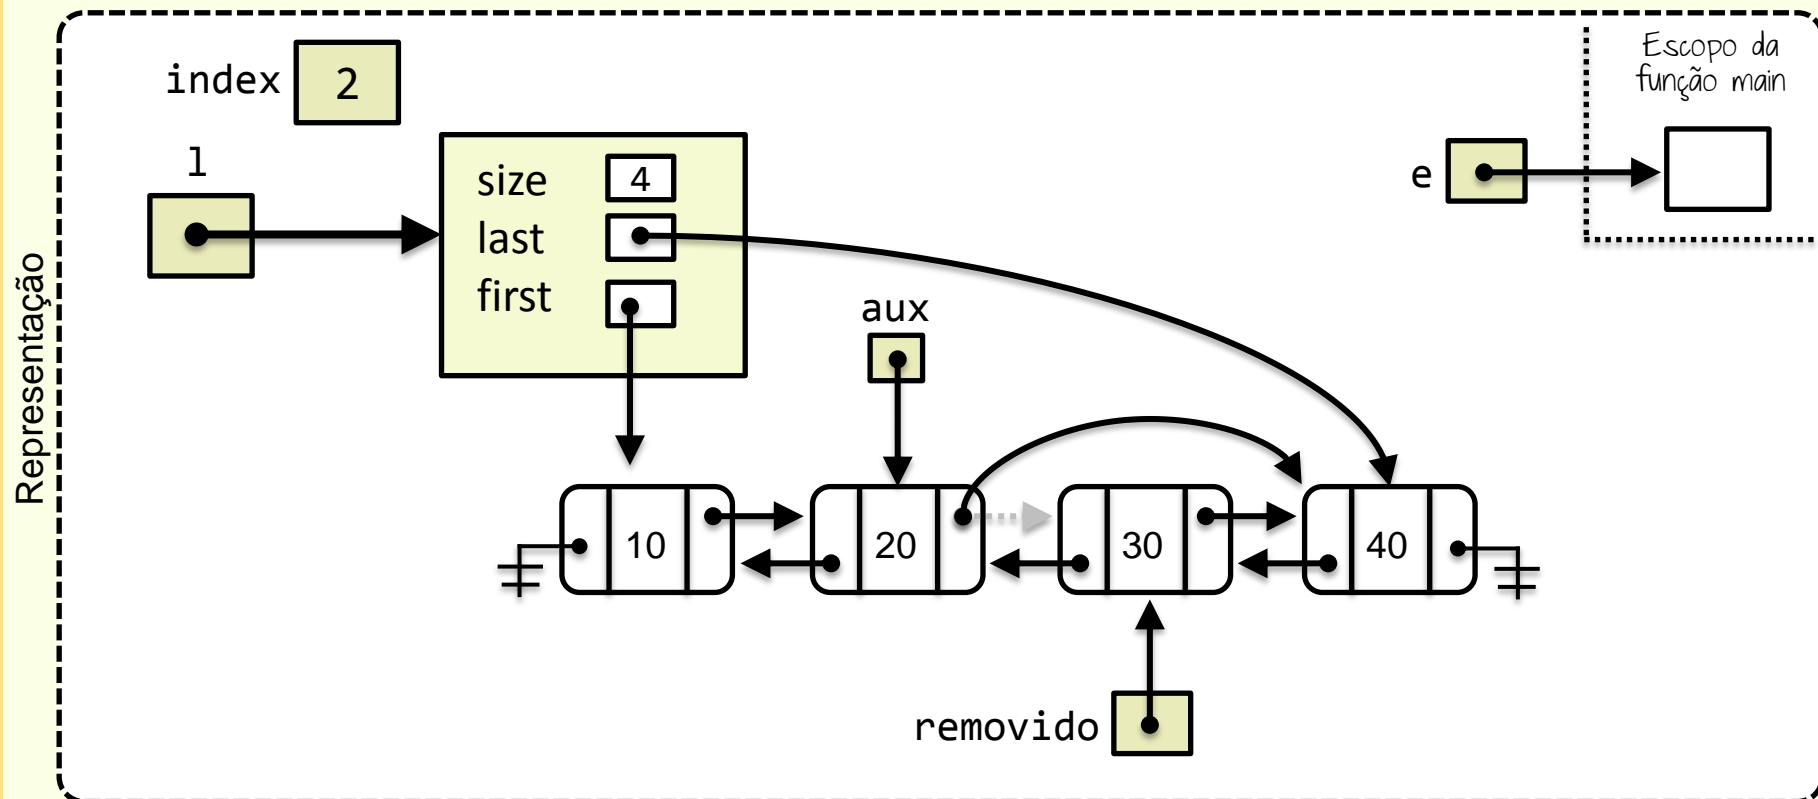 Representação
index 2
l
size 4
last
first
aux
e
Escopo da
função main
10
20
30
40
removido